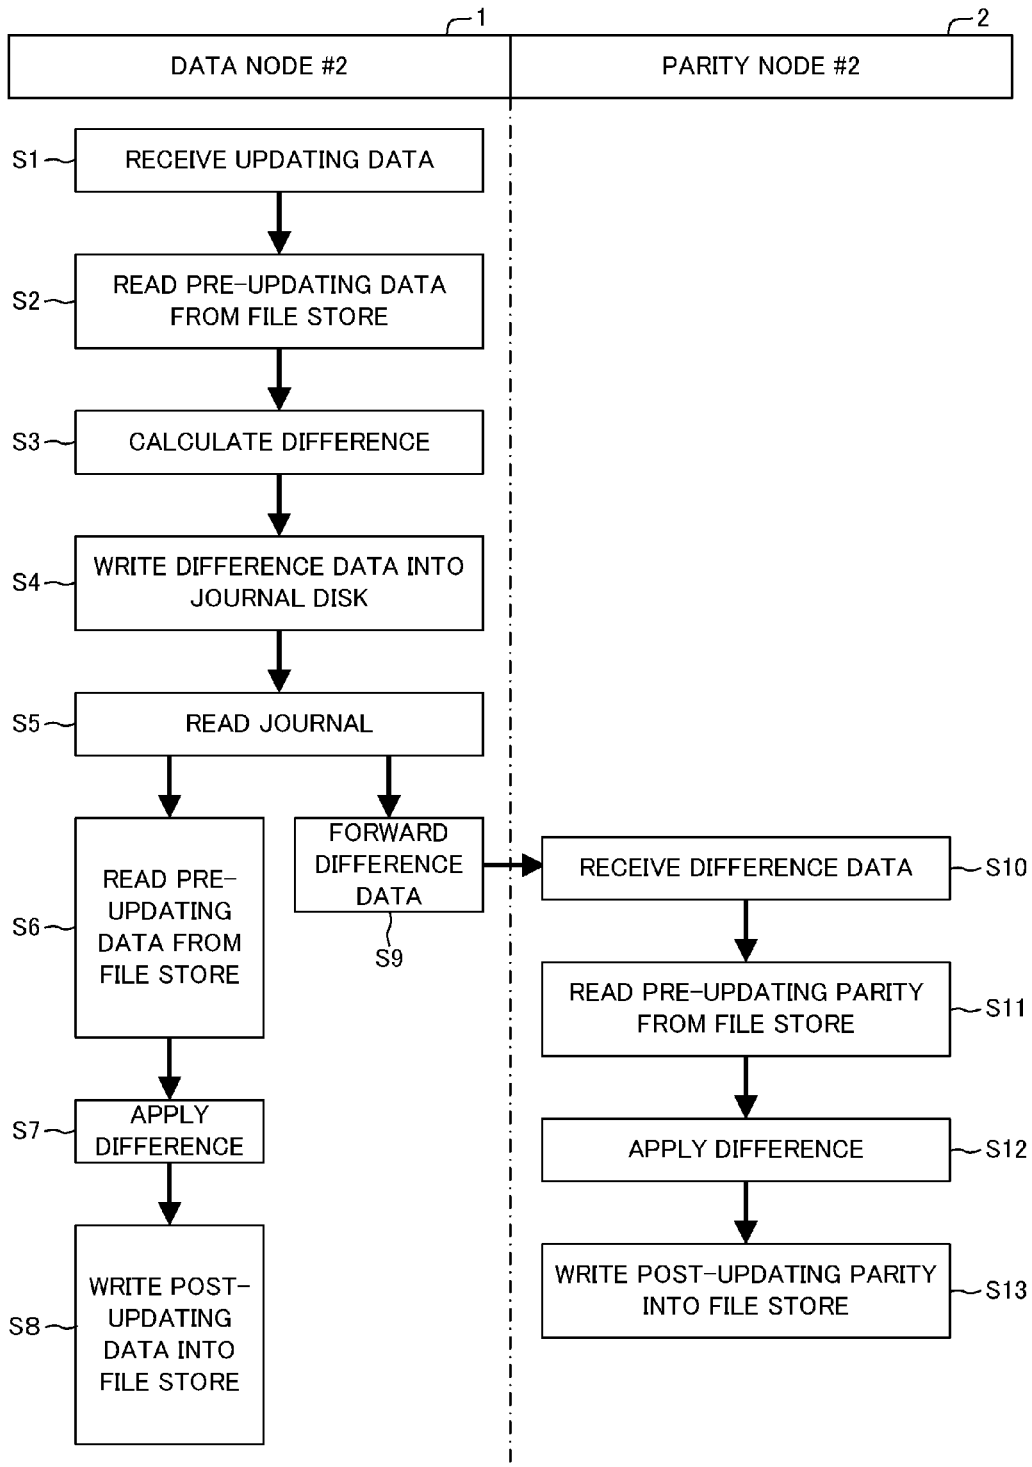 1
2
DATA NODE #2
PARITY NODE #2
S1
RECEIVE UPDATING DATA
S2
READ PRE-UPDATING DATA
FROM FILE STORE
S3
CALCULATE DIFFERENCE
S4
WRITE DIFFERENCE DATA INTO
JOURNAL DISK
S5
READ JOURNAL
S6
READ PRE-
UPDATING
DATA FROM
FILE STORE
FORWARD
DIFFERENCE
DATA
S9
RECEIVE DIFFERENCE DATA
S10
READ PRE-UPDATING PARITY
FROM FILE STORE
S11
S7
APPLY
DIFFERENCE
APPLY DIFFERENCE
S12
S8
WRITE POST-
UPDATING
DATA INTO
FILE STORE
WRITE POST-UPDATING PARITY
INTO FILE STORE
S13